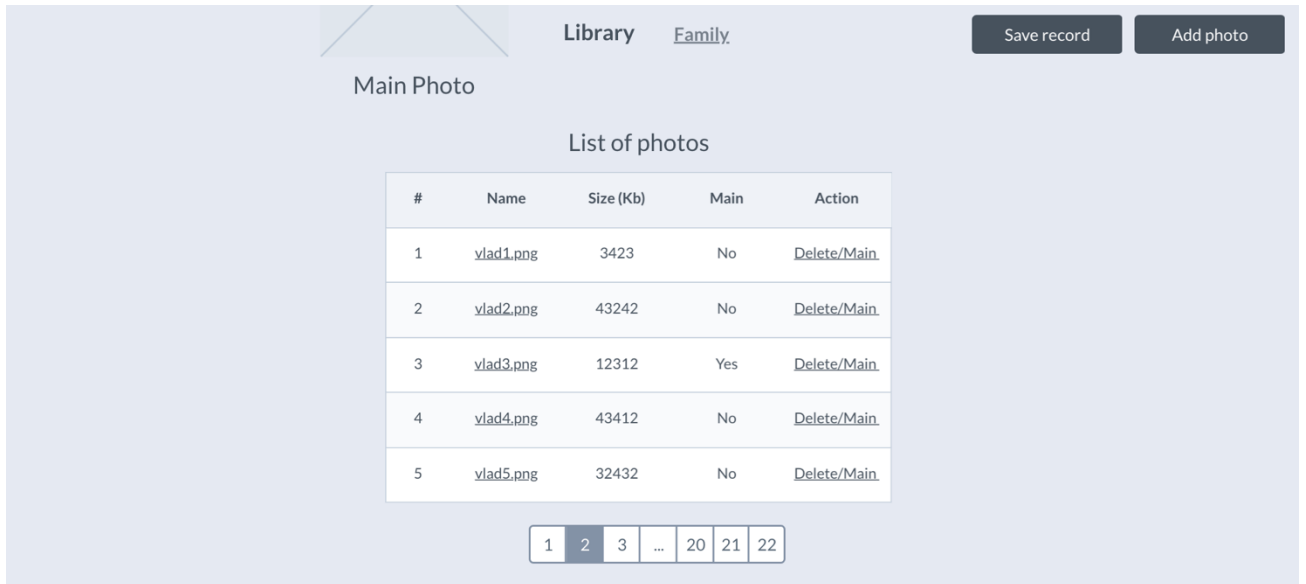 Library Family Save record Add photo
Main Photo
List of photos
# Name Size (Kb) Main Action
1 vlad1.png 3423 No Delete/Main
2 vlad2.png 43242 No Delete/Main
3 vlad3.png 12312 Yes Delete/Main
4 vlad4.png 43412 No Delete/Main
5 vlad5.png 32432 No Delete/Main
1 2 3 ... 20 21 22